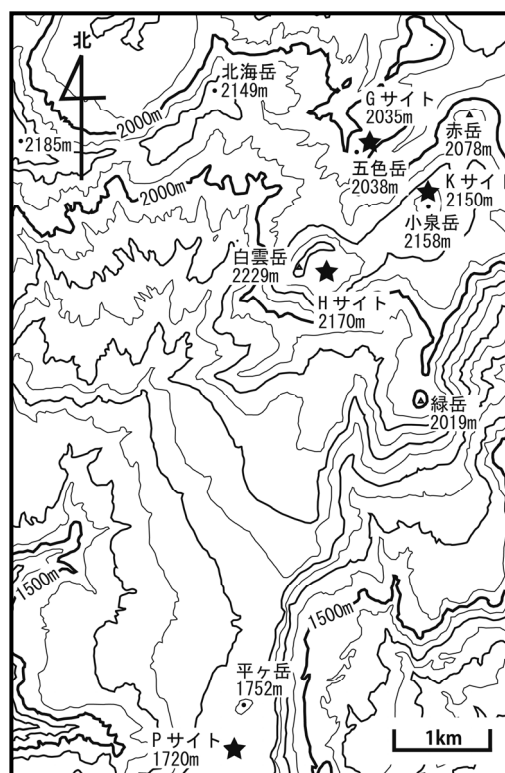 北
北海岳
2149m
2000m
Gサイト
2035m
赤岳
2078m
2185m
五色岳
2038m
Kサイト
2150m
2000m
小泉岳
2158m
白雲岳
2229m
Hサイト
2170m
緑岳
2019m
1500m
1500m
平ヶ岳
1752m
Pサイト
1720m
1km